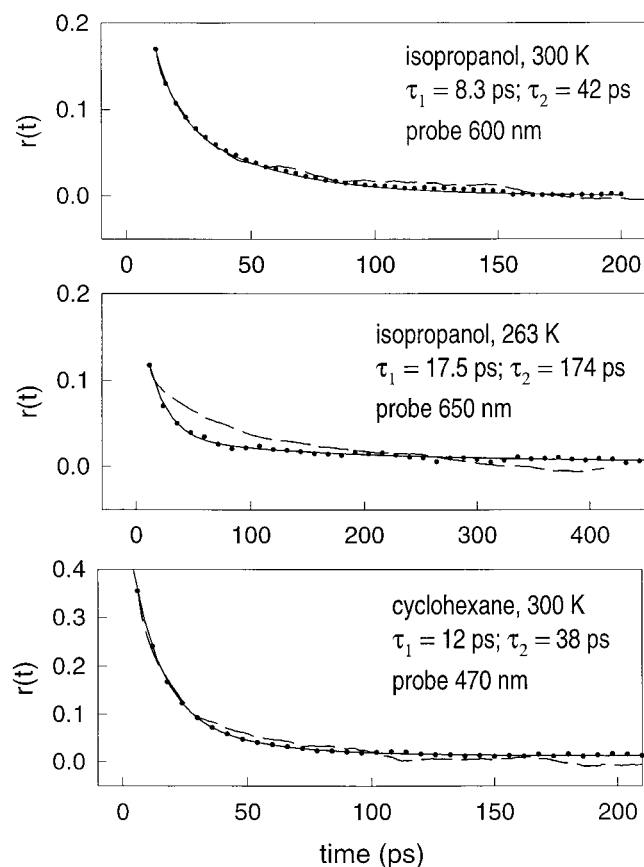 0.2
0.1
0.0
r(t)
isopropanol, 300 K
τ1 = 8.3 ps; τ2 = 42 ps
probe 600 nm
0 50 100 150 200
0.2
0.1
0.0
r(t)
isopropanol, 263 K
τ1 = 17.5 ps; τ2 = 174 ps
probe 650 nm
0 100 200 300 400
0.4
0.3
0.2
0.1
0.0
r(t)
cyclohexane, 300 K
τ1 = 12 ps; τ2 = 38 ps
probe 470 nm
0 50 100 150 200
time (ps)